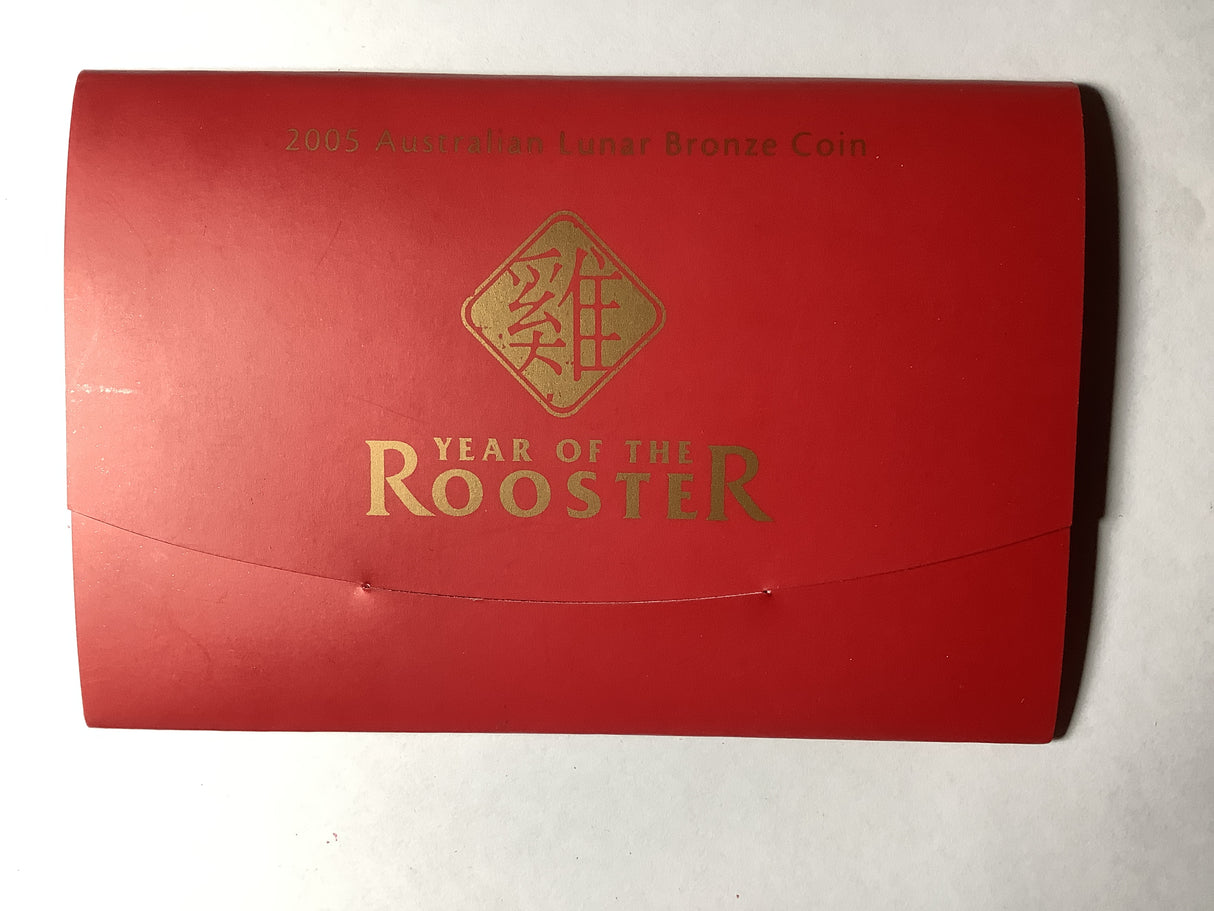 2005 Australian Lunar Bronze Coin
雞
YEAR OF THE
ROOSTER